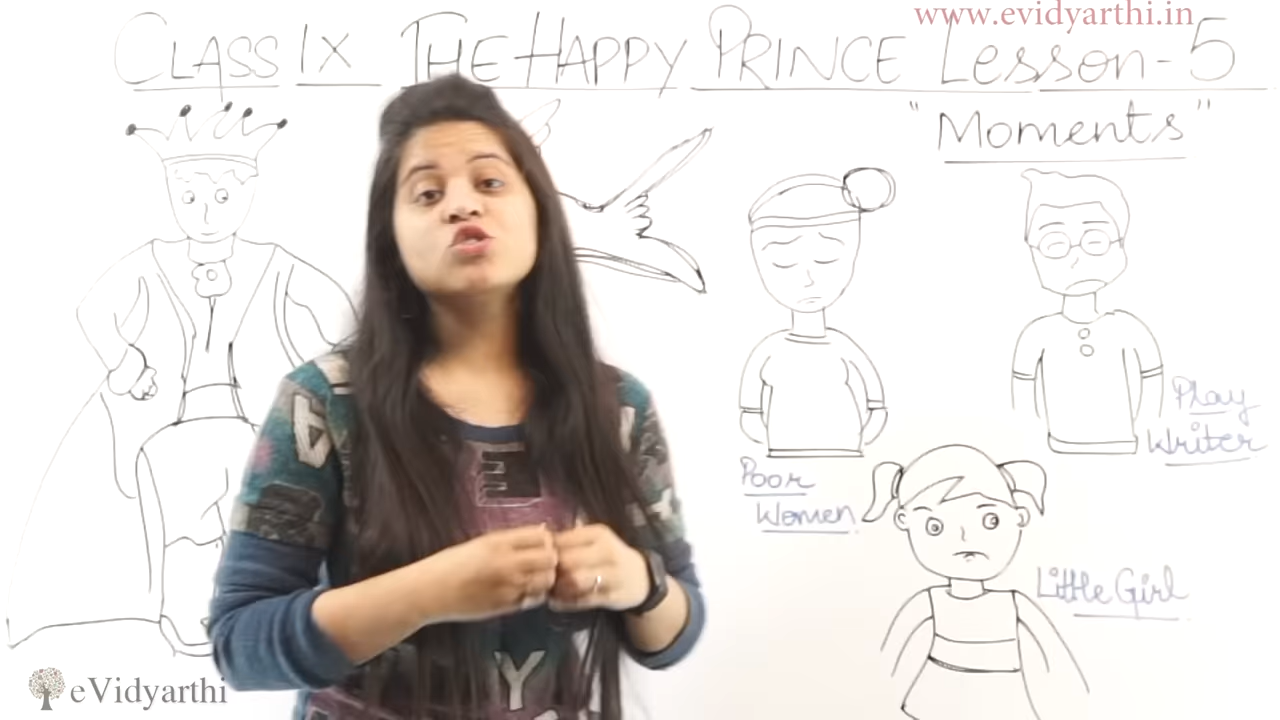 www.evidyarthi.in
CLASS IX THE HAPPY PRINCE Lesson-5
"Moments"
Play
Writer
Poor
Women
Little Girl
eVidyarthi